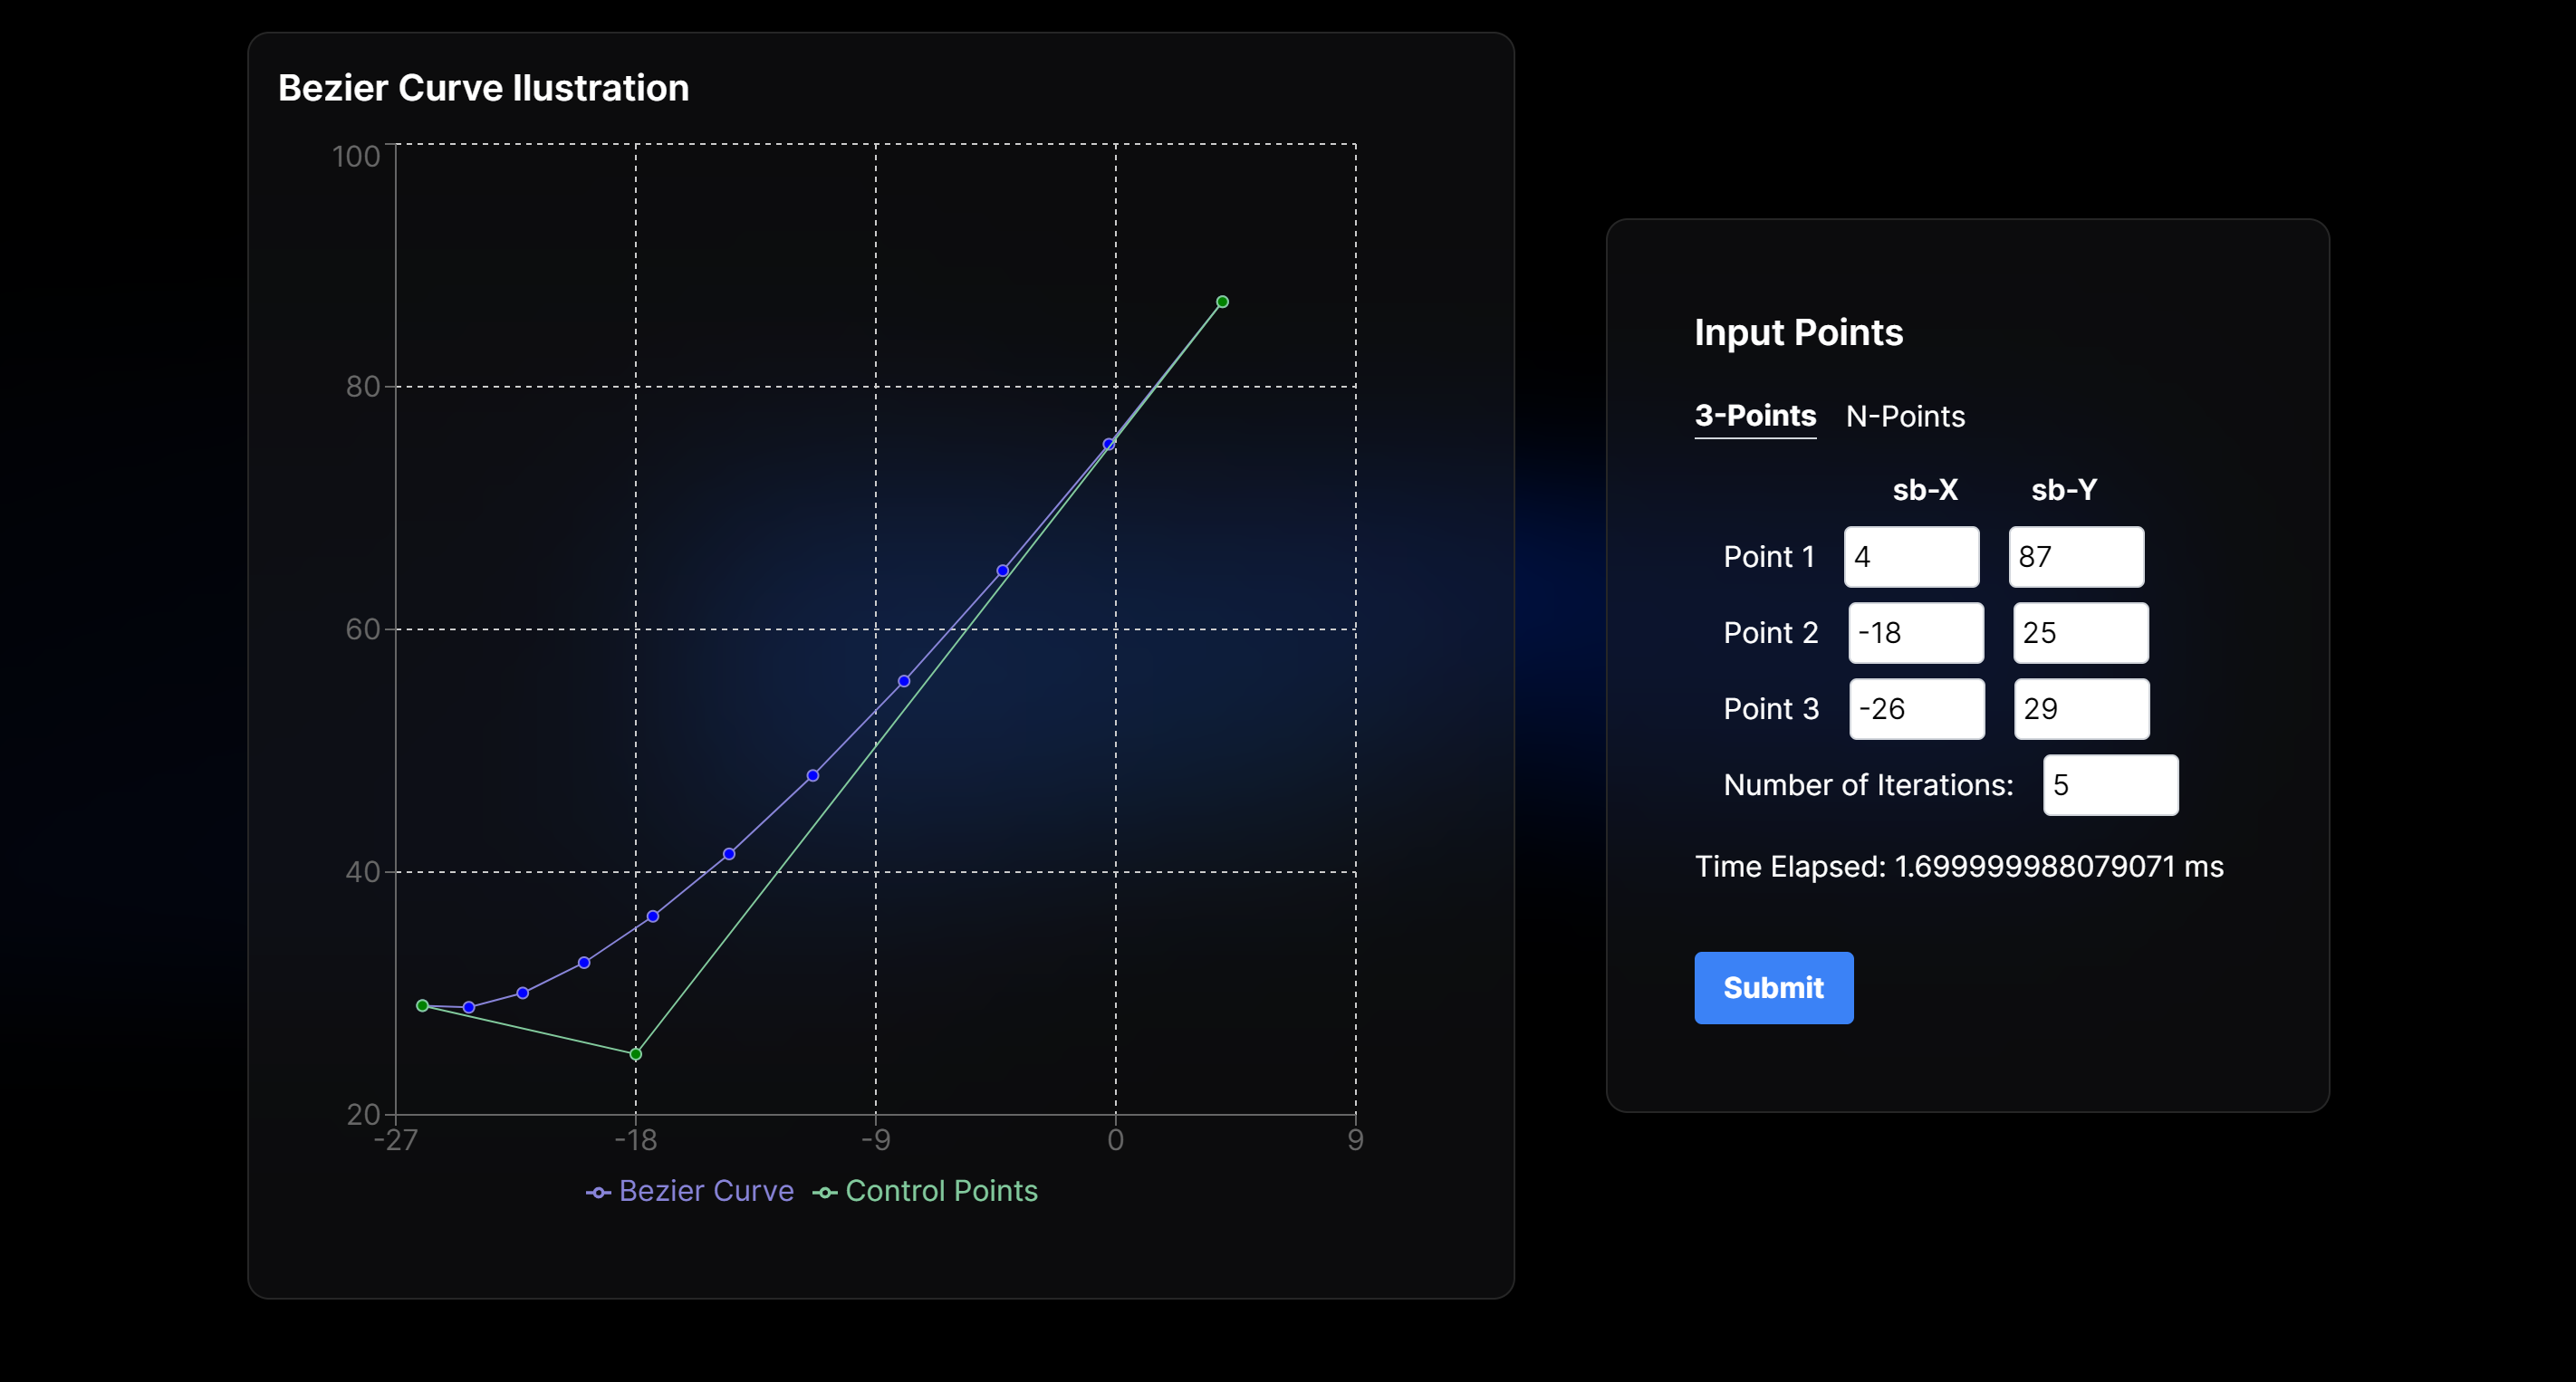 Bezier Curve Ilustration
100
80
60
40
20
-27 -18 -9 0 9
Bezier Curve Control Points
Input Points
3-Points N-Points
sb-X sb-Y
Point 1 4 87
Point 2 -18 25
Point 3 -26 29
Number of Iterations: 5
Time Elapsed: 1.699999988079071 ms
Submit